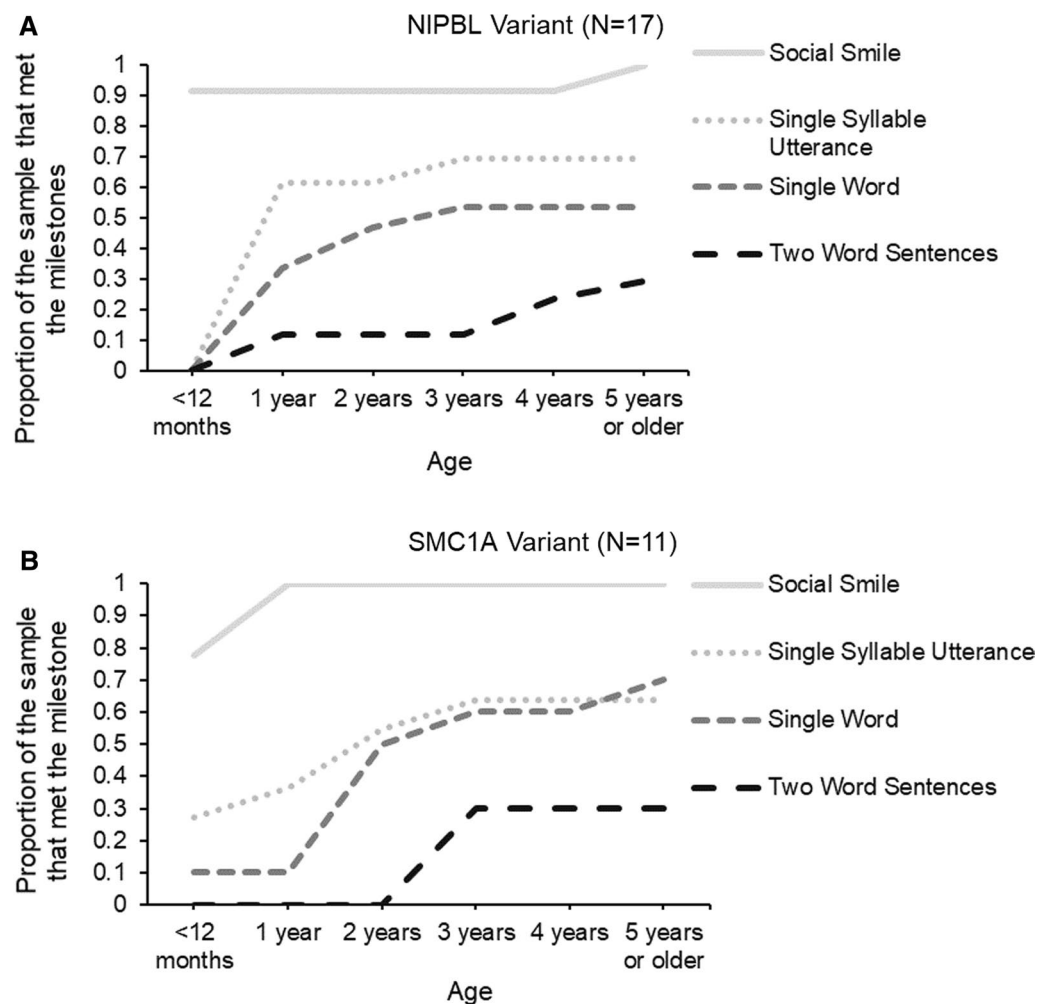 A
NIPBL Variant (N=17)
Proportion of the sample that met
the milestones
1
0.9
0.8
0.7
0.6
0.5
0.4
0.3
0.2
0.1
0
<12
months
1 year
2 years
3 years
4 years
5 years
or older
Age
Social Smile
Single Syllable
Utterance
Single Word
Two Word Sentences
B
SMC1A Variant (N=11)
Proportion of the sample
that met the milestone
1
0.9
0.8
0.7
0.6
0.5
0.4
0.3
0.2
0.1
0
<12
months
1 year
2 years
3 years
4 years
5 years
or older
Age
Social Smile
Single Syllable Utterance
Single Word
Two Word Sentences